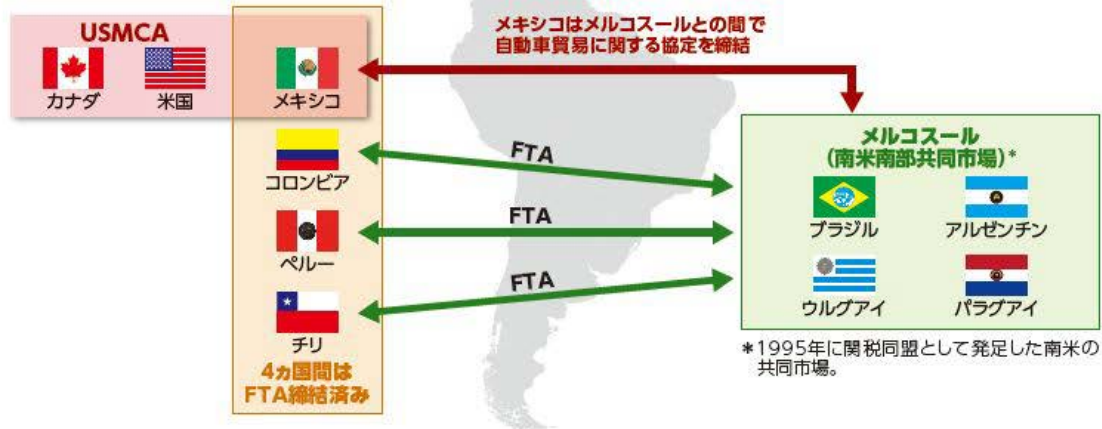 USMCA
カナダ
米国
メキシコ
メキシコはメルコスールとの間で
自動車貿易に関する協定を締結
コロンビア
ペルー
チリ
4ヵ国間は
FTA締結済み
FTA
FTA
FTA
メルコスール
(南米南部共同市場)*
ブラジル
アルゼンチン
ウルグアイ
パラグアイ
*1995年に関税同盟として発足した南米の
共同市場。